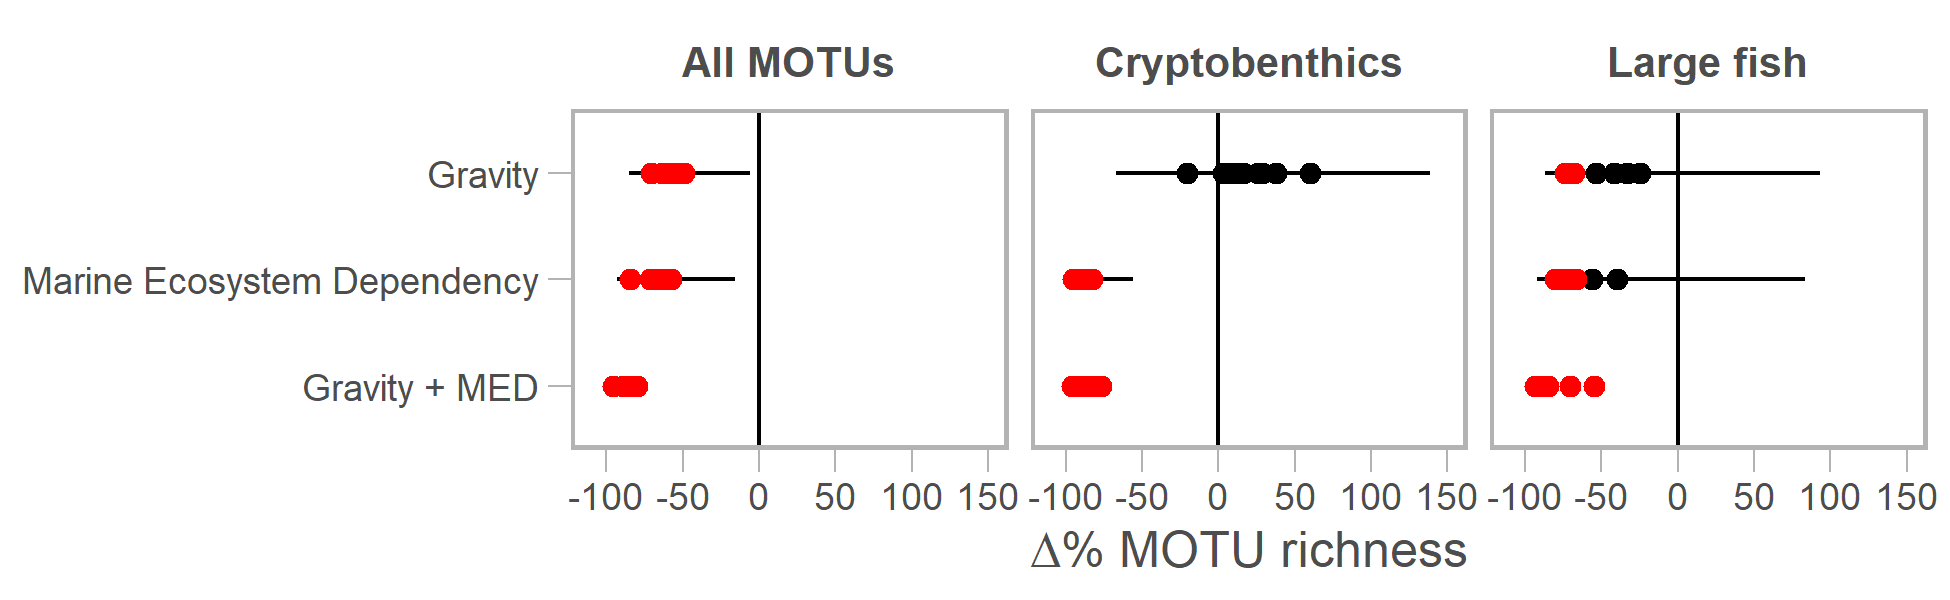 All MOTUs Cryptobenthics Large fish
Gravity
Marine Ecosystem Dependency
Gravity + MED
-100 -50 0 50 100 150 -100 -50 0 50 100 150 -100 -50 0 50 100 150
Δ% MOTU richness